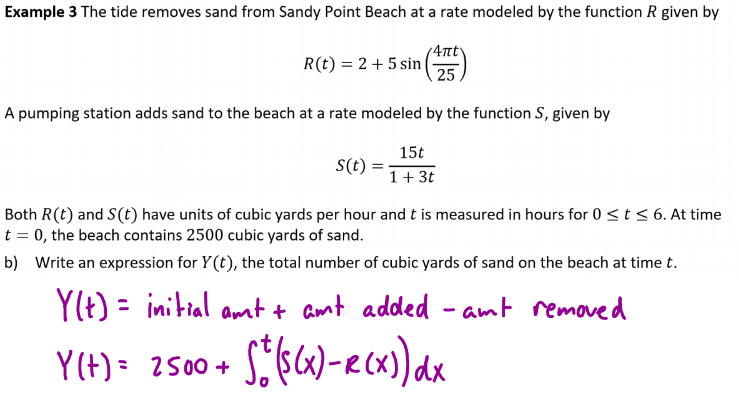 Example 3 The tide removes sand from Sandy Point Beach at a rate modeled by the function R given by
R(t) = 2 + 5 sin(4πt/25)
A pumping station adds sand to the beach at a rate modeled by the function S, given by
S(t) = 15t/(1 + 3t)
Both R(t) and S(t) have units of cubic yards per hour and t is measured in hours for 0 ≤ t ≤ 6. At time
t = 0, the beach contains 2500 cubic yards of sand.
b) Write an expression for Y(t), the total number of cubic yards of sand on the beach at time t.
Y(t) = initial amt + amt added - amt removed
Y(t) = 2500 + ∫₀ᵗ(S(x)-R(x))dx